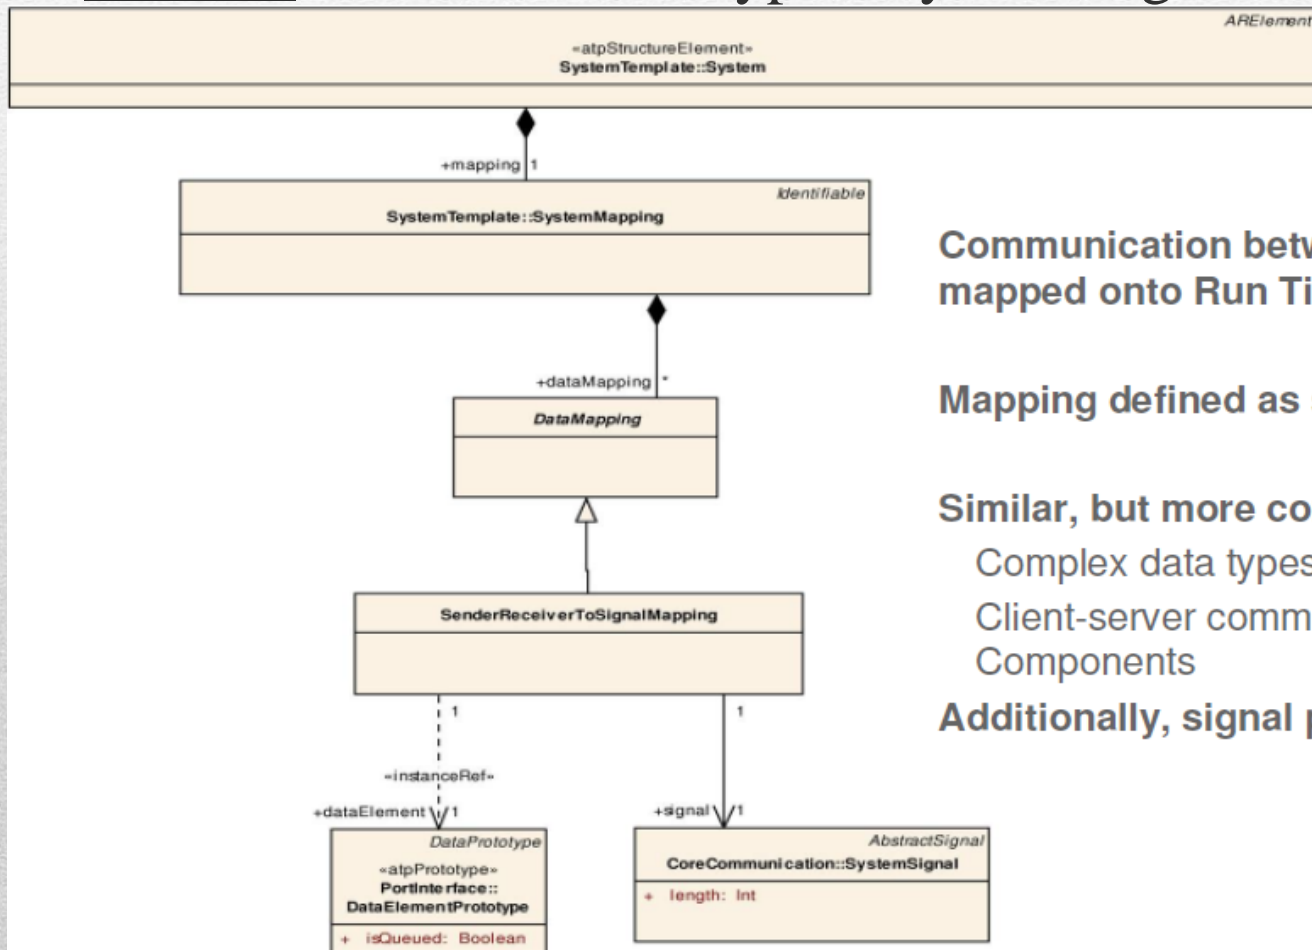 ARElement
«atpStructureElement»
SystemTemplate::System
+mapping 1
Identifiable
SystemTemplate::SystemMapping
+dataMapping *
DataMapping
SenderReceiverToSignalMapping
1
1
«instanceRef»
+dataElement 1
+signal 1
DataPrototype
«atpPrototype»
PortInterface::
DataElementPrototype
+ isQueued: Boolean
AbstractSignal
CoreCommunication::SystemSignal
+ length: Int
Communication betw
mapped onto Run Ti
Mapping defined as
Similar, but more co
Complex data types
Client-server comm
Components
Additionally, signal p